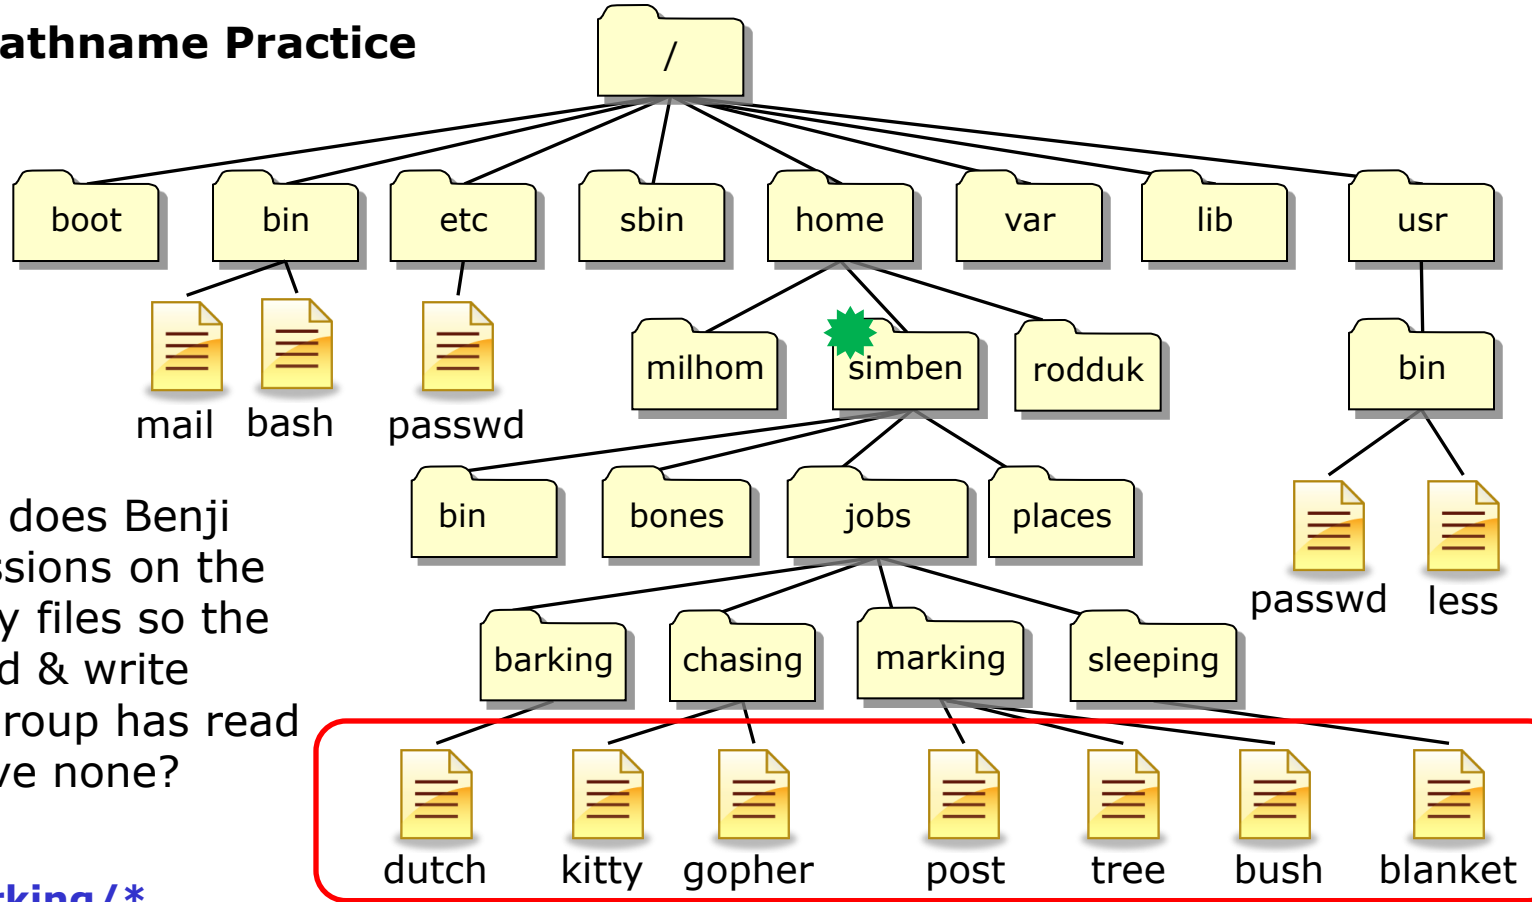 athname Practice
/
boot bin etc sbin home var lib usr
mail bash passwd
milhom simben rodduk bin
bin bones jobs places
passwd less
does Benji
ssions on the
y files so the
d & write
roup has read
ve none?
barking chasing marking sleeping
dutch kitty gopher post tree bush blanket
rking/*